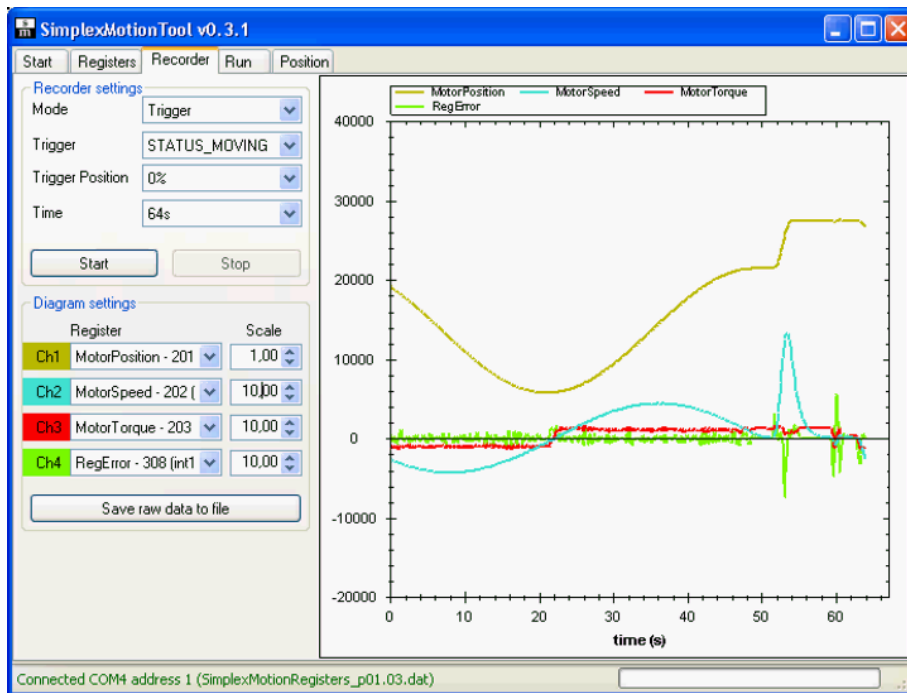 SimplexMotionTool v0.3.1
Start Registers Recorder Run Position
Recorder settings
Mode Trigger
Trigger STATUS_MOVING
Trigger Position 0%
Time 64s
Start Stop
Diagram settings
Register Scale
Ch1 MotorPosition - 201 1,00
Ch2 MotorSpeed - 202 ( 10,00
Ch3 MotorTorque - 203 10,00
Ch4 RegError - 308 (int1 10,00
Save raw data to file
MotorPosition MotorSpeed MotorTorque
RegError
40000
30000
20000
10000
0
-10000
-20000
0 10 20 30 40 50 60
time (s)
Connected COM4 address 1 (SimplexMotionRegisters_p01.03.dat)